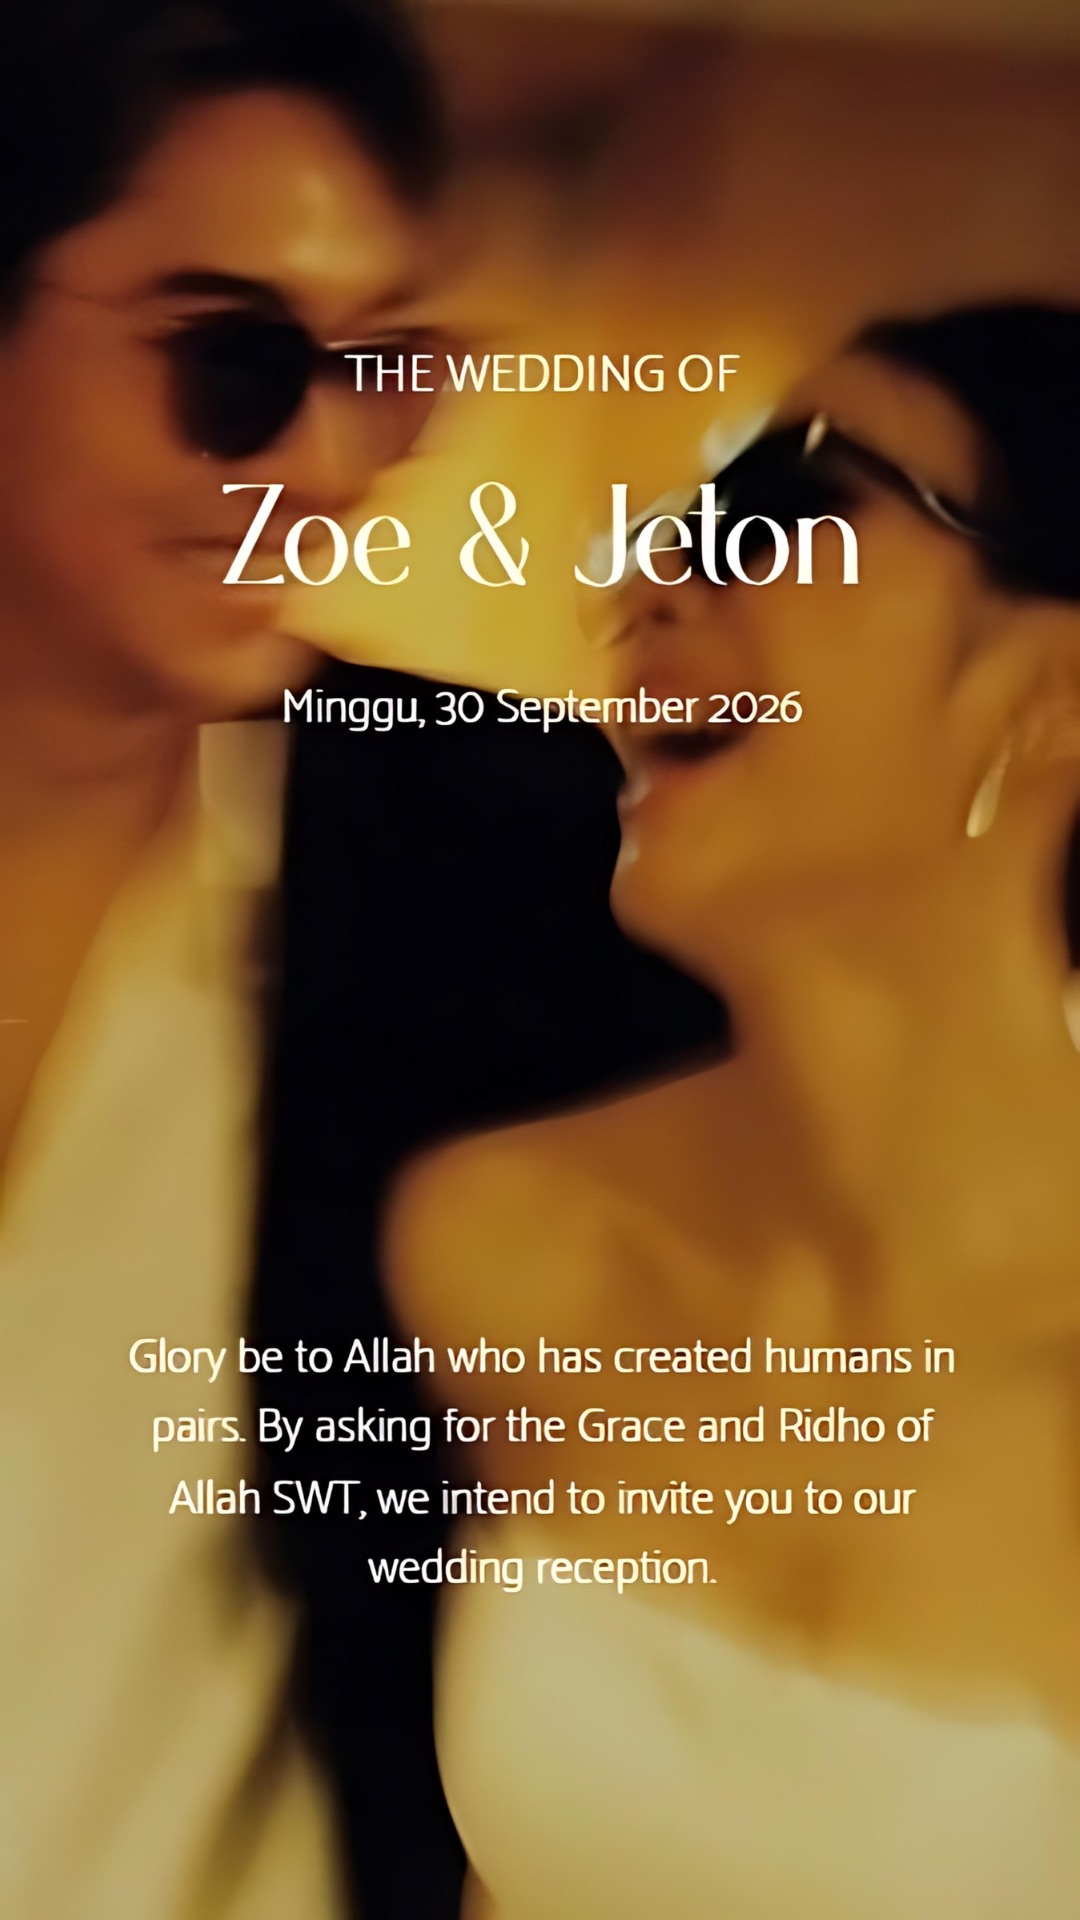 THE WEDDING OF
Zoe & Jeton
Minggu, 30 September 2026
Glory be to Allah who has created humans in
pairs. By asking for the Grace and Ridho of
Allah SWT, we intend to invite you to our
wedding reception.